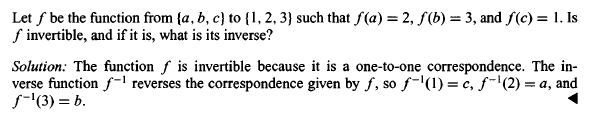 Let f be the function from {a, b, c} to {1, 2, 3} such that f(a) = 2, f(b) = 3, and f(c) = 1. Is
f invertible, and if it is, what is its inverse?
Solution: The function f is invertible because it is a one-to-one correspondence. The in-
verse function f⁻¹ reverses the correspondence given by f, so f⁻¹(1) = c, f⁻¹(2) = a, and
f⁻¹(3) = b. ◀